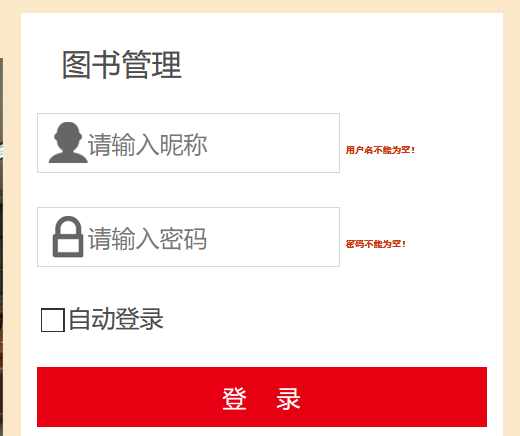 图书管理
请输入昵称
用户名不能为空!
请输入密码
密码不能为空!
自动登录
登 录